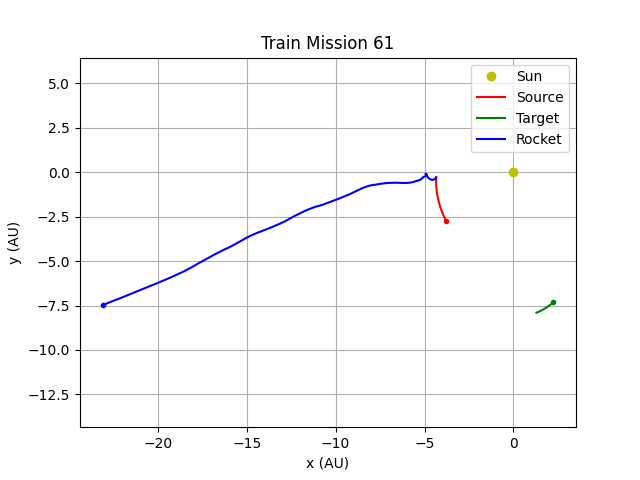 Train Mission 61
Sun
Source
Target
Rocket
5.0
2.5
0.0
−2.5
−5.0
−7.5
−10.0
−12.5
y (AU)
−20
−15
−10
−5
0
x (AU)